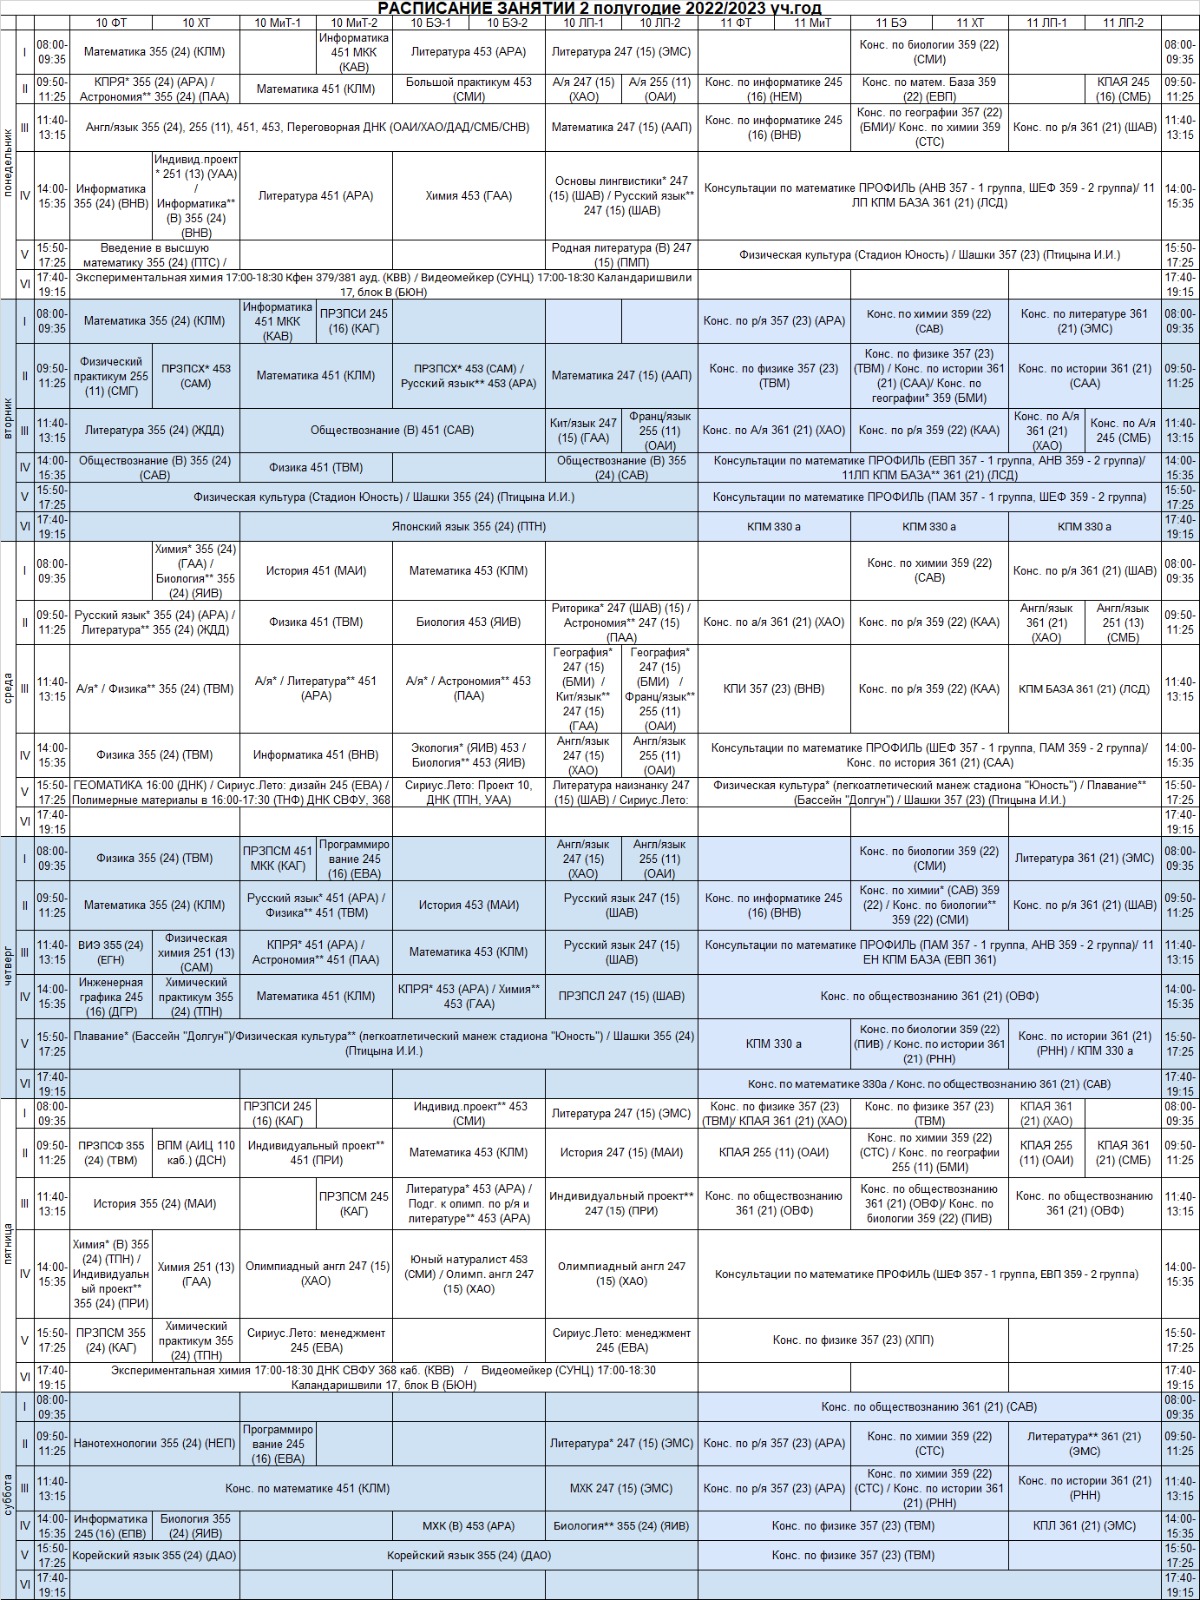 РАСПИСАНИЕ ЗАНЯТИЙ 2 полугодие 2022/2023 уч.год
10 ФТ 10 ХТ 10 МиТ-1 10 МиТ-2 10 БЭ-1 10 БЭ-2 10 ЛП-1 10 ЛП-2 11 ФТ 11 МиТ 11 БЭ 11 ХТ 11 ЛП-1 11 ЛП-2
понедельник
I
08:00-
09:35
Математика 355 (24) (КЛМ)
Информатика
451 МКК
(КАВ)
Литература 453 (АРА)
Литература 247 (15) (ЭМС)
Конс. по биологии 359 (22)
(СМИ)
08:00-
09:35
II
09:50-
11:25
КПРЯ* 355 (24) (АРА) /
Астрономия** 355 (24) (ПАА)
Математика 451 (КЛМ)
Большой практикум 453
(СМИ)
А/я 247 (15)
(ХАО)
А/я 255 (11)
(ОАИ)
Конс. по информатике 245
(16) (НЕМ)
Конс. по матем. База 359
(22) (ЕВП)
КПАЯ 245
(16) (СМБ)
09:50-
11:25
III
11:40-
13:15
Англ/язык 355 (24), 255 (11), 451, 453, Переговорная ДНК (ОАИ/ХАО/ДАД/СМБ/СНВ)
Математика 247 (15) (ААП)
Конс. по информатике 245
(16) (ВНВ)
Конс. по географии 357 (22)
(БМИ)/ Конс. по химии 359
(СТС)
Конс. по р/я 361 (21) (ШАВ)
11:40-
13:15
IV
14:00-
15:35
Информатика
355 (24) (ВНВ)
Индивид.проект
* 251 (13) (УАА)
/
Информатика**
(В) 355 (24)
(ВНВ)
Литература 451 (АРА)
Химия 453 (ГАА)
Основы лингвистики* 247
(15) (ШАВ) / Русский язык**
247 (15) (ШАВ)
Консультации по математике ПРОФИЛЬ (АНВ 357 - 1 группа, ШЕФ 359 - 2 группа)/ 11
ЛП КПМ БАЗА 361 (21) (ЛСД)
14:00-
15:35
V
15:50-
17:25
Введение в высшую
математику 355 (24) (ПТС) /
Родная литература (В) 247
(15) (ПМП)
Физическая культура (Стадион Юность) / Шашки 357 (23) (Птицына И.И.)
15:50-
17:25
VI
17:40-
19:15
Экспериментальная химия 17:00-18:30 Кфен 379/381 ауд. (КВВ) / Видеомейкер (СУНЦ) 17:00-18:30 Каландаришвили
17, блок В (БЮН)
17:40-
19:15
вторник
I
08:00-
09:35
Математика 355 (24) (КЛМ)
Информатика
451 МКК
(КАВ)
ПРЗПСИ 245
(16) (КАГ)
Конс. по р/я 357 (23) (АРА)
Конс. по химии 359 (22)
(САВ)
Конс. по литературе 361
(21) (ЭМС)
08:00-
09:35
II
09:50-
11:25
Физический
практикум 255
(11) (СМГ)
ПРЗПСХ* 453
(САМ)
Математика 451 (КЛМ)
ПРЗПСХ* 453 (САМ) /
Русский язык** 453 (АРА)
Математика 247 (15) (ААП)
Конс. по физике 357 (23)
(ТВМ)
Конс. по физике 357 (23)
(ТВМ) / Конс. по истории 361
(21) (САА)/ Конс. по
географии* 359 (БМИ)
Конс. по истории 361 (21)
(САА)
09:50-
11:25
III
11:40-
13:15
Литература 355 (24) (ЖДД)
Обществознание (В) 451 (САВ)
Кит/язык 247
(15) (ГАА)
Франц/язык
255 (11)
(ОАИ)
Конс. по А/я 361 (21) (ХАО)
Конс. по р/я 359 (22) (КАА)
Конс. по А/я
361 (21)
(ХАО)
Конс. по А/я
245 (СМБ)
11:40-
13:15
IV
14:00-
15:35
Обществознание (В) 355 (24)
(САВ)
Физика 451 (ТВМ)
Обществознание (В) 355
(24) (САВ)
Консультации по математике ПРОФИЛЬ (ЕВП 357 - 1 группа, АНВ 359 - 2 группа)/
11ЛП КПМ БАЗА** 361 (21) (ЛСД)
14:00-
15:35
V
15:50-
17:25
Физическая культура (Стадион Юность) / Шашки 355 (24) (Птицына И.И.)
Консультации по математике ПРОФИЛЬ (ПАМ 357 - 1 группа, ШЕФ 359 - 2 группа)
15:50-
17:25
VI
17:40-
19:15
Японский язык 355 (24) (ПТН)
КПМ 330 а
КПМ 330 а
КПМ 330 а
17:40-
19:15
среда
I
08:00-
09:35
Химия* 355 (24)
(ГАА) /
Биология** 355
(24) (ЯИВ)
История 451 (МАИ)
Математика 453 (КЛМ)
Конс. по химии 359 (22)
(САВ)
Конс. по р/я 361 (21) (ШАВ)
08:00-
09:35
II
09:50-
11:25
Русский язык* 355 (24) (АРА) /
Литература** 355 (24) (ЖДД)
Физика 451 (ТВМ)
Биология 453 (ЯИВ)
Риторика* 247 (ШАВ) (15) /
Астрономия** 247 (15)
(ПАА)
Конс. по а/я 361 (21) (ХАО)
Конс. по р/я 359 (22) (КАА)
Англ/язык
361 (21)
(ХАО)
Англ/язык
251 (13)
(СМБ)
09:50-
11:25
III
11:40-
13:15
А/я* / Физика** 355 (24) (ТВМ)
А/я* / Литература** 451
(АРА)
А/я* / Астрономия** 453
(ПАА)
География*
247 (15)
(БМИ) /
Кит/язык**
247 (15)
(ГАА)
География*
247 (15)
(БМИ) /
Франц/язык**
255 (11)
(ОАИ)
КПИ 357 (23) (ВНВ)
Конс. по р/я 359 (22) (КАА)
КПМ БАЗА 361 (21) (ЛСД)
11:40-
13:15
IV
14:00-
15:35
Физика 355 (24) (ТВМ)
Информатика 451 (ВНВ)
Экология* (ЯИВ) 453 /
Биология** 453 (ЯИВ)
Англ/язык
247 (15)
(ХАО)
Англ/язык
255 (11)
(ОАИ)
Консультации по математике ПРОФИЛЬ (ШЕФ 357 - 1 группа, ПАМ 359 - 2 группа)/
Конс. по история 361 (21) (САА)
14:00-
15:35
V
15:50-
17:25
ГЕОМАТИКА 16:00 (ДНК) / Сириус.Лето: дизайн 245 (ЕВА) /
Полимерные материалы в 16:00-17:30 (ТНФ) ДНК СВФУ, 368
Сириус.Лето: Проект 10,
ДНК (ТПН, УАА)
Литература наизнанку 247
(15) (ШАВ) / Сириус.Лето:
Физическая культура* (легкоатлетический манеж стадиона "Юность") / Плавание**
(Бассейн "Долгун") / Шашки 357 (23) (Птицына И.И.)
15:50-
17:25
VI
17:40-
19:15
17:40-
19:15
четверг
I
08:00-
09:35
Физика 355 (24) (ТВМ)
ПРЗПСМ 451
МКК (КАГ)
Программиро
вание 245
(16) (ЕВА)
Англ/язык
247 (15)
(ХАО)
Англ/язык
255 (11)
(ОАИ)
Конс. по биологии 359 (22)
(СМИ)
Литература 361 (21) (ЭМС)
08:00-
09:35
II
09:50-
11:25
Математика 355 (24) (КЛМ)
Русский язык* 451 (АРА) /
Физика** 451 (ТВМ)
История 453 (МАИ)
Русский язык 247 (15)
(ШАВ)
Конс. по информатике 245
(16) (ВНВ)
Конс. по химии* (САВ) 359
(22) / Конс. по биологии**
359 (22) (СМИ)
Конс. по р/я 361 (21) (ШАВ)
09:50-
11:25
III
11:40-
13:15
ВИЭ 355 (24)
(ЕГН)
Физическая
химия 251 (13)
(САМ)
КПРЯ* 451 (АРА) /
Астрономия** 451 (ПАА)
Математика 453 (КЛМ)
Русский язык 247 (15)
(ШАВ)
Консультации по математике ПРОФИЛЬ (ПАМ 357 - 1 группа, АНВ 359 - 2 группа)/ 11
ЕН КПМ БАЗА (ЕВП 361)
11:40-
13:15
IV
14:00-
15:35
Инженерная
графика 245
(16) (ДГР)
Химический
практикум 355
(24) (ТПН)
Математика 451 (КЛМ)
КПРЯ* 453 (АРА) / Химия**
453 (ГАА)
ПРЗПСЛ 247 (15) (ШАВ)
Конс. по обществознанию 361 (21) (ОВФ)
14:00-
15:35
V
15:50-
17:25
Плавание* (Бассейн "Долгун")/Физическая культура** (легкоатлетический манеж стадиона "Юность") / Шашки 355 (24)
(Птицына И.И.)
КПМ 330 а
Конс. по биологии 359 (22)
(ПИВ) / Конс. по истории 361
(21) (РНН)
Конс. по истории 361 (21)
(РНН) / КПМ 330 а
15:50-
17:25
VI
17:40-
19:15
Конс. по математике 330а / Конс. по обществознанию 361 (21) (САВ)
17:40-
19:15
пятница
I
08:00-
09:35
ПРЗПСИ 245
(16) (КАГ)
Индивид.проект** 453
(СМИ)
Литература 247 (15) (ЭМС)
Конс. по физике 357 (23)
(ТВМ)/ КПАЯ 361 (21) (ХАО)
Конс. по физике 357 (23)
(ТВМ)
КПАЯ 361
(21) (ХАО)
08:00-
09:35
II
09:50-
11:25
ПРЗПСФ 355
(24) (ТВМ)
ВПМ (АИЦ 110
каб.) (ДСН)
Индивидуальный проект**
451 (ПРИ)
Математика 453 (КЛМ)
История 247 (15) (МАИ)
КПАЯ 255 (11) (ОАИ)
Конс. по химии 359 (22)
(СТС) / Конс. по географии
255 (11) (БМИ)
КПАЯ 255
(11) (ОАИ)
КПАЯ 361
(21) (СМБ)
09:50-
11:25
III
11:40-
13:15
История 355 (24) (МАИ)
ПРЗПСМ 245
(КАГ)
Литература* 453 (АРА) /
Подг. к олимп. по р/я и
литературе** 453 (АРА)
Индивидуальный проект**
247 (15) (ПРИ)
Конс. по обществознанию
361 (21) (ОВФ)
Конс. по обществознанию
361 (21) (ОВФ)/ Конс. по
биологии 359 (22) (ПИВ)
Конс. по обществознанию
361 (21) (ОВФ)
11:40-
13:15
IV
14:00-
15:35
Химия* (В) 355
(24) (ТПН) /
Индивидуальн
ый проект**
355 (24) (ПРИ)
Химия 251 (13)
(ГАА)
Олимпиадный англ 247 (15)
(ХАО)
Юный натуралист 453
(СМИ) / Олимп. англ 247
(15) (ХАО)
Олимпиадный англ 247
(15) (ХАО)
Консультации по математике ПРОФИЛЬ (ШЕФ 357 - 1 группа, ЕВП 359 - 2 группа)
14:00-
15:35
V
15:50-
17:25
ПРЗПСМ 355
(24) (КАГ)
Химический
практикум 355
(24) (ТПН)
Сириус.Лето: менеджмент
245 (ЕВА)
Сириус.Лето: менеджмент
245 (ЕВА)
Конс. по физике 357 (23) (ХПП)
15:50-
17:25
VI
17:40-
19:15
Экспериментальная химия 17:00-18:30 ДНК СВФУ 368 каб. (КВВ) / Видеомейкер (СУНЦ) 17:00-18:30
Каландаришвили 17, блок В (БЮН)
17:40-
19:15
суббота
I
08:00-
09:35
Конс. по обществознанию 361 (21) (САВ)
08:00-
09:35
II
09:50-
11:25
Нанотехнологии 355 (24) (НЕП)
Программиро
вание 245
(16) (ЕВА)
Литература* 247 (15) (ЭМС)
Конс. по р/я 357 (23) (АРА)
Конс. по химии 359 (22)
(СТС)
Литература** 361 (21)
(ЭМС)
09:50-
11:25
III
11:40-
13:15
Конс. по математике 451 (КЛМ)
МХК 247 (15) (ЭМС)
Конс. по р/я 357 (23) (АРА)
Конс. по химии 359 (22)
(СТС) / Конс. по истории 361
(21) (РНН)
Конс. по истории 361 (21)
(РНН)
11:40-
13:15
IV
14:00-
15:35
Информатика
245 (16) (ЕПВ)
Биология 355
(24) (ЯИВ)
МХК (В) 453 (АРА)
Биология** 355 (24) (ЯИВ)
Конс. по физике 357 (23) (ТВМ)
КПЛ 361 (21) (ЭМС)
14:00-
15:35
V
15:50-
17:25
Корейский язык 355 (24) (ДАО)
Корейский язык 355 (24) (ДАО)
Конс. по физике 357 (23) (ТВМ)
15:50-
17:25
VI
17:40-
19:15
17:40-
19:15